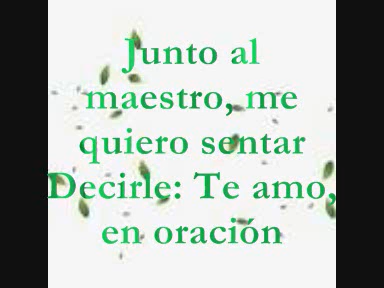 Junto al
maestro, me
quiero sentar
Decirle: Te amo,
en oración